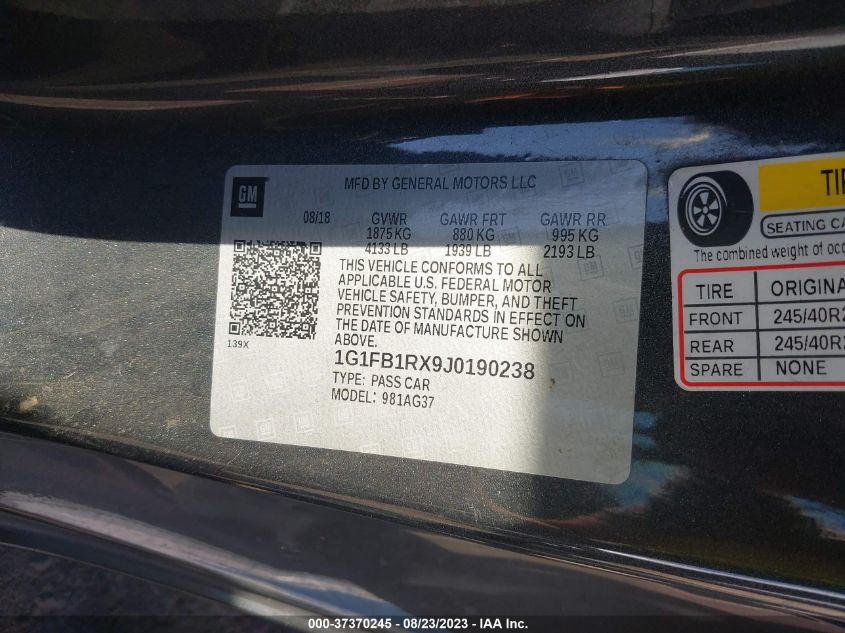 GM
MFD BY GENERAL MOTORS LLC
08/18 GVWR GAWR FRT GAWR RR
1875 KG 880 KG 995 KG
4133 LB 1939 LB 2193 LB
THIS VEHICLE CONFORMS TO ALL
APPLICABLE U.S. FEDERAL MOTOR
VEHICLE SAFETY, BUMPER, AND THEFT
PREVENTION STANDARDS IN EFFECT ON
THE DATE OF MANUFACTURE SHOWN
ABOVE.
139X
1G1FB1RX9J0190238
TYPE: PASS CAR
MODEL: 981AG37
SEATING
The combined weight of
TIRE
FRONT 245/40R
REAR 245/40R
SPARE NONE
000-37370245 - 08/23/2023 - © IAA, Inc.